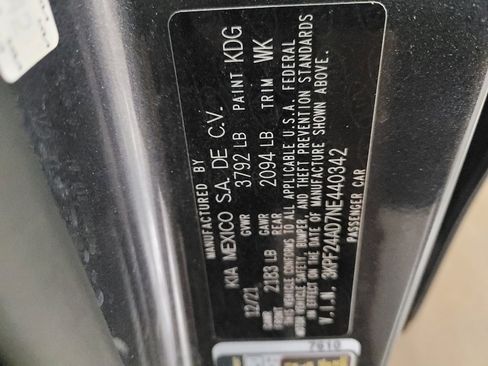 MANUFACTURED BY
KIA MEXICO S.A. DE C.V.
12/21 GVWR 3792 LB PAINT KDG
GAWR FRONT 2183 LB GAWR REAR 2094 LB TRIM WK
THIS VEHICLE CONFORMS TO ALL APPLICABLE U.S.A. FEDERAL
MOTOR VEHICLE SAFETY, BUMPER, AND THEFT PREVENTION STANDARDS
IN EFFECT ON THE DATE OF MANUFACTURE SHOWN ABOVE.
V.I.N. 3KPF24AD7NE440342
PASSENGER CAR
7910